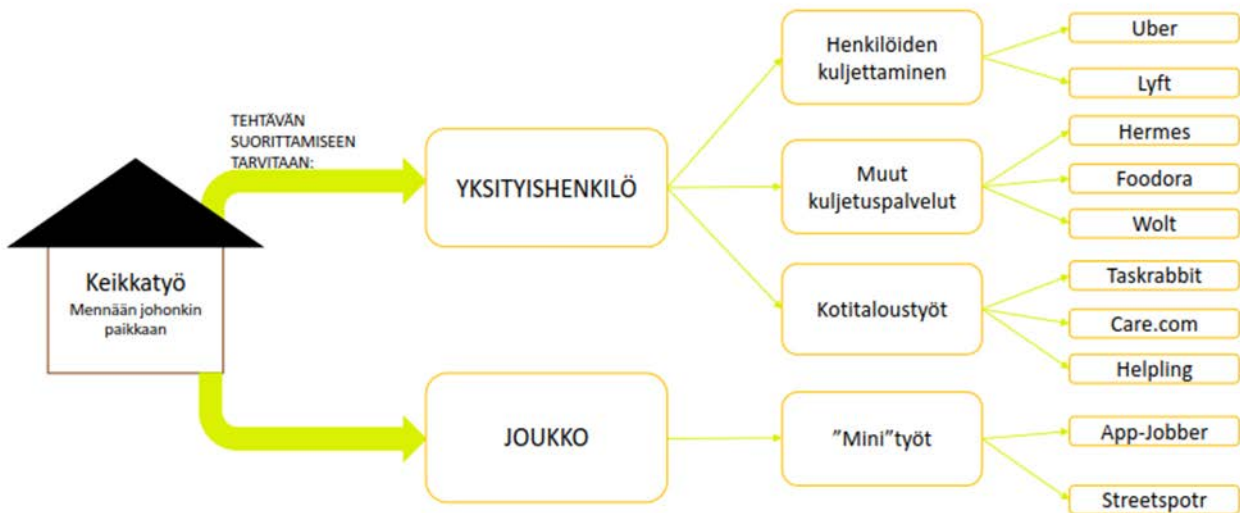 Keikkatyö
Mennään johonkin
paikkaan
TEHTÄVÄN
SUORITTAMISEEN
TARVITAAN:
YKSITYISHENKILÖ
Henkilöiden
kuljettaminen
Uber
Lyft
Muut
kuljetuspalvelut
Hermes
Foodora
Wolt
Kotitaloustyöt
Taskrabbit
Care.com
Helpling
JOUKKO
”Mini”työt
App-Jobber
Streetspotr